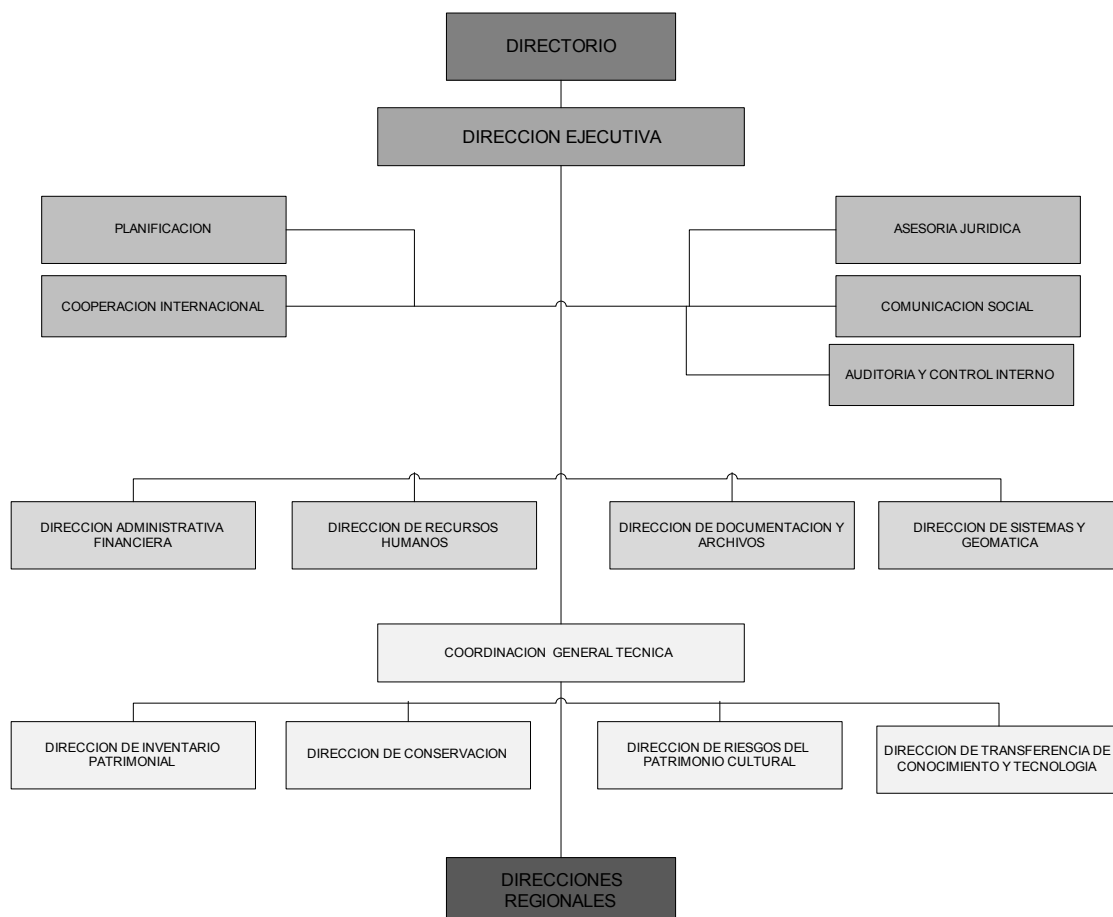 DIRECTORIO
DIRECCION EJECUTIVA
PLANIFICACION
ASESORIA JURIDICA
COOPERACION INTERNACIONAL
COMUNICACION SOCIAL
AUDITORIA Y CONTROL INTERNO
DIRECCION ADMINISTRATIVA
FINANCIERA
DIRECCION DE RECURSOS
HUMANOS
DIRECCION DE DOCUMENTACION Y
ARCHIVOS
DIRECCION DE SISTEMAS Y
GEOMATICA
COORDINACION GENERAL TECNICA
DIRECCION DE INVENTARIO
PATRIMONIAL
DIRECCION DE CONSERVACION
DIRECCION DE RIESGOS DEL
PATRIMONIO CULTURAL
DIRECCION DE TRANSFERENCIA DE
CONOCIMIENTO Y TECNOLOGIA
DIRECCIONES
REGIONALES